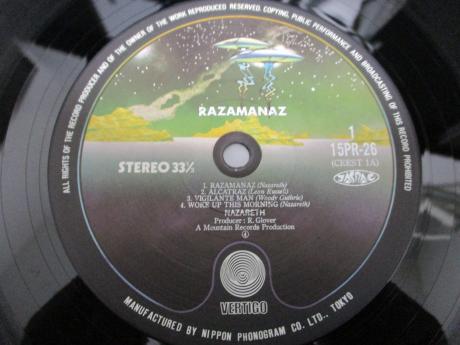 ALL RIGHTS OF THE RECORD PRODUCER AND OF THE OWNER OF THE WORK REPRODUCED RESERVED. COPYING, PUBLIC PERFORMANCE AND BROADCASTING OF THIS RECORD PROHIBITED
RAZAMANAZ
STEREO 33⅓
1
15PR-26
(CREST 1A)
1. RAZAMANAZ (Nazareth)
2. ALCATRAZ (Leon Russell)
3. VIGILANTE MAN (Woody Guthrie)
4. WOKE UP THIS MORNING (Nazareth)
NAZARETH
Producer : R. Glover
A Mountain Records Production
④
VERTIGO
MANUFACTURED BY NIPPON PHONOGRAM CO. LTD., TOKYO